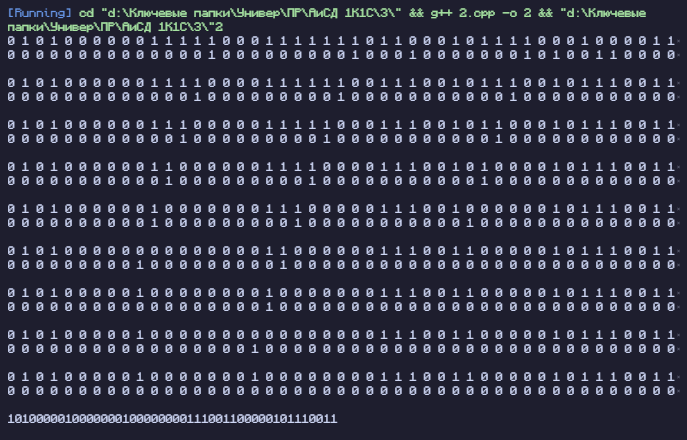 [Running] cd "d:\Ключевые папки\Универ\ПР\АиСД 1К1С\3\" && g++ 2.cpp -o 2 && "d:\Ключевые
папки\Универ\ПР\АиСД 1К1С\3\"2
0 1 0 1 0 0 0 0 0 0 1 1 1 1 1 0 0 0 1 1 1 1 1 1 1 0 1 1 0 0 0 1 0 1 1 1 1 0 0 0 1 0 0 0 0 1 1
0 0 0 0 0 0 0 0 0 0 0 0 0 0 1 0 0 0 0 0 0 0 0 0 1 0 0 0 1 0 0 0 0 0 0 0 1 0 1 0 0 1 1 0 0 0 0
0 1 0 1 0 0 0 0 0 0 1 1 1 1 0 0 0 0 1 1 1 1 1 1 0 0 1 1 1 0 0 1 0 1 1 1 0 0 1 0 1 1 1 0 0 1 1
0 0 0 0 0 0 0 0 0 0 0 0 0 1 0 0 0 0 0 0 0 0 0 1 0 0 0 0 0 0 0 0 0 0 0 1 0 0 0 0 0 0 0 0 0 0 0
0 1 0 1 0 0 0 0 0 0 1 1 1 0 0 0 0 0 1 1 1 1 1 0 0 0 1 1 1 0 0 1 0 1 1 0 0 0 1 0 1 1 1 0 0 1 1
0 0 0 0 0 0 0 0 0 0 0 0 1 0 0 0 0 0 0 0 0 0 1 0 0 0 0 0 0 0 0 0 0 0 1 0 0 0 0 0 0 0 0 0 0 0 0
0 1 0 1 0 0 0 0 0 0 1 1 0 0 0 0 0 0 1 1 1 1 0 0 0 0 1 1 1 0 0 1 0 1 0 0 0 0 1 0 1 1 1 0 0 1 1
0 0 0 0 0 0 0 0 0 0 0 1 0 0 0 0 0 0 0 0 0 1 0 0 0 0 0 0 0 0 0 0 0 1 0 0 0 0 0 0 0 0 0 0 0 0 0
0 1 0 1 0 0 0 0 0 0 1 0 0 0 0 0 0 0 1 1 1 0 0 0 0 0 1 1 1 0 0 1 0 0 0 0 0 0 1 0 1 1 1 0 0 1 1
0 0 0 0 0 0 0 0 0 0 1 0 0 0 0 0 0 0 0 0 1 0 0 0 0 0 0 0 0 0 0 0 1 0 0 0 0 0 0 0 0 0 0 0 0 0 0
0 1 0 1 0 0 0 0 0 0 0 0 0 0 0 0 0 0 1 1 0 0 0 0 0 0 1 1 1 0 0 1 1 0 0 0 0 0 1 0 1 1 1 0 0 1 1
0 0 0 0 0 0 0 0 0 1 0 0 0 0 0 0 0 0 0 1 0 0 0 0 0 0 0 0 0 0 0 0 0 0 0 0 0 0 0 0 0 0 0 0 0 0 0
0 1 0 1 0 0 0 0 0 1 0 0 0 0 0 0 0 0 1 0 0 0 0 0 0 0 1 1 1 0 0 1 1 0 0 0 0 0 1 0 1 1 1 0 0 1 1
0 0 0 0 0 0 0 0 0 0 0 0 0 0 0 0 0 0 1 0 0 0 0 0 0 0 0 0 0 0 0 0 0 0 0 0 0 0 0 0 0 0 0 0 0 0 0
0 1 0 1 0 0 0 0 0 1 0 0 0 0 0 0 0 0 0 0 0 0 0 0 0 0 1 1 1 0 0 1 1 0 0 0 0 0 1 0 1 1 1 0 0 1 1
0 0 0 0 0 0 0 0 0 0 0 0 0 0 0 0 0 1 0 0 0 0 0 0 0 0 0 0 0 0 0 0 0 0 0 0 0 0 0 0 0 0 0 0 0 0 0
0 1 0 1 0 0 0 0 0 1 0 0 0 0 0 0 0 1 0 0 0 0 0 0 0 0 1 1 1 0 0 1 1 0 0 0 0 0 1 0 1 1 1 0 0 1 1
0 0 0 0 0 0 0 0 0 0 0 0 0 0 0 0 0 0 0 0 0 0 0 0 0 0 0 0 0 0 0 0 0 0 0 0 0 0 0 0 0 0 0 0 0 0 0
1010000010000000100000000111001100000101110011